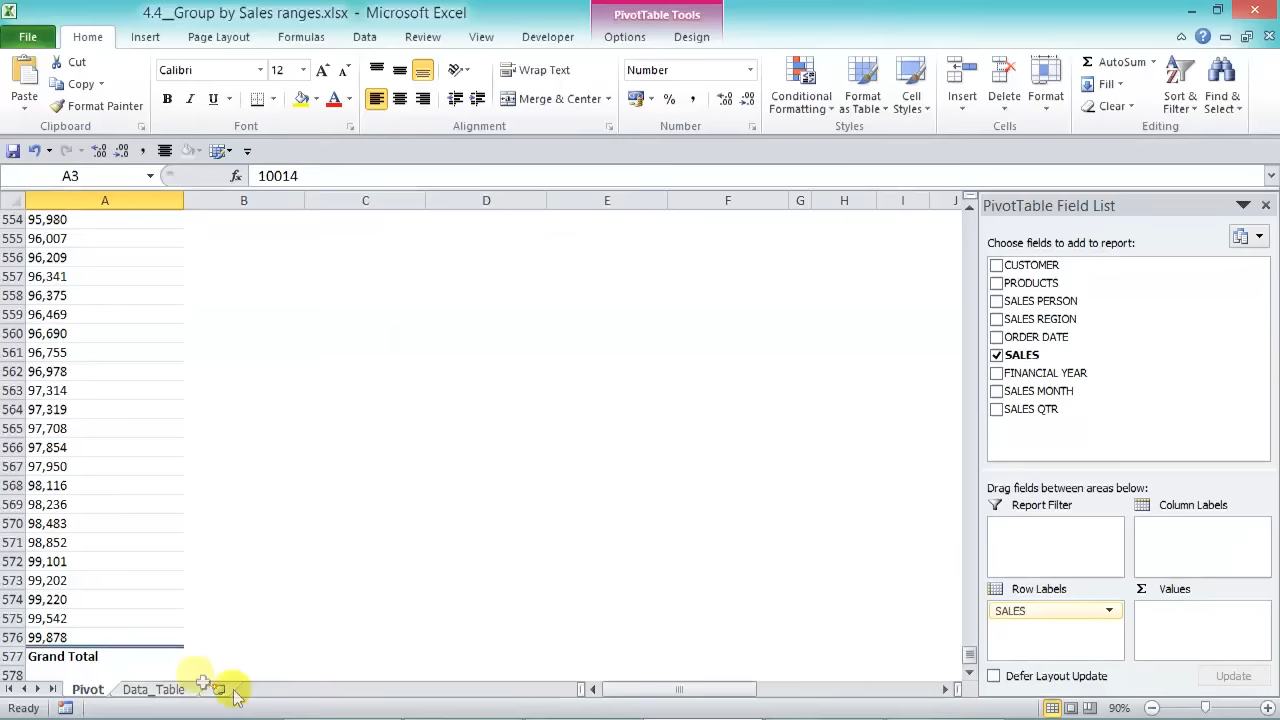 4.4__Group by Sales ranges.xlsx - Microsoft Excel
PivotTable Tools
File Home Insert Page Layout Formulas Data Review View Developer Options Design
Paste
Cut
Copy
Format Painter
Clipboard
Calibri 12
B I U
Font
Wrap Text
Merge & Center
Alignment
Number
Number
Conditional Formatting
Format as Table
Cell Styles
Styles
Insert
Delete
Format
Cells
AutoSum
Fill
Clear
Sort & Filter
Find & Select
Editing
A3 fx 10014
A B C D E F G H I J
554 95,980
555 96,007
556 96,209
557 96,341
558 96,375
559 96,469
560 96,690
561 96,755
562 96,978
563 97,314
564 97,319
565 97,708
566 97,854
567 97,950
568 98,116
569 98,236
570 98,483
571 98,852
572 99,101
573 99,202
574 99,220
575 99,542
576 99,878
577 Grand Total
578
PivotTable Field List
Choose fields to add to report:
CUSTOMER
PRODUCTS
SALES PERSON
SALES REGION
ORDER DATE
SALES
FINANCIAL YEAR
SALES MONTH
SALES QTR
Drag fields between areas below:
Report Filter
Column Labels
Row Labels
Σ Values
SALES
Defer Layout Update
Update
Pivot Data_Table
Ready
90%